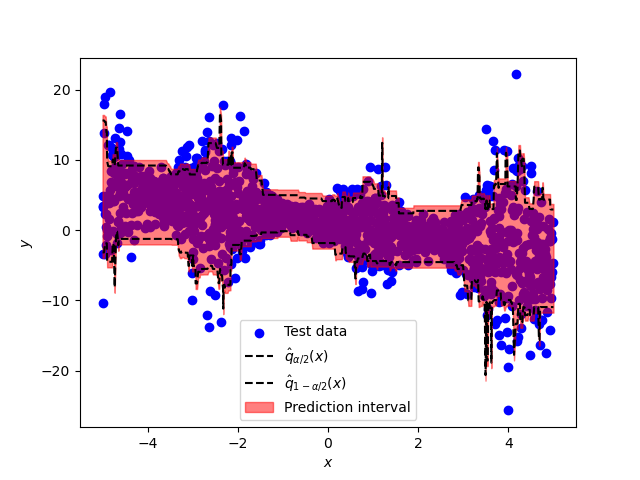 20
10
0
−10
−20
y
−4
−2
0
2
4
x
Test data
q̂α/2(x)
q̂1−α/2(x)
Prediction interval